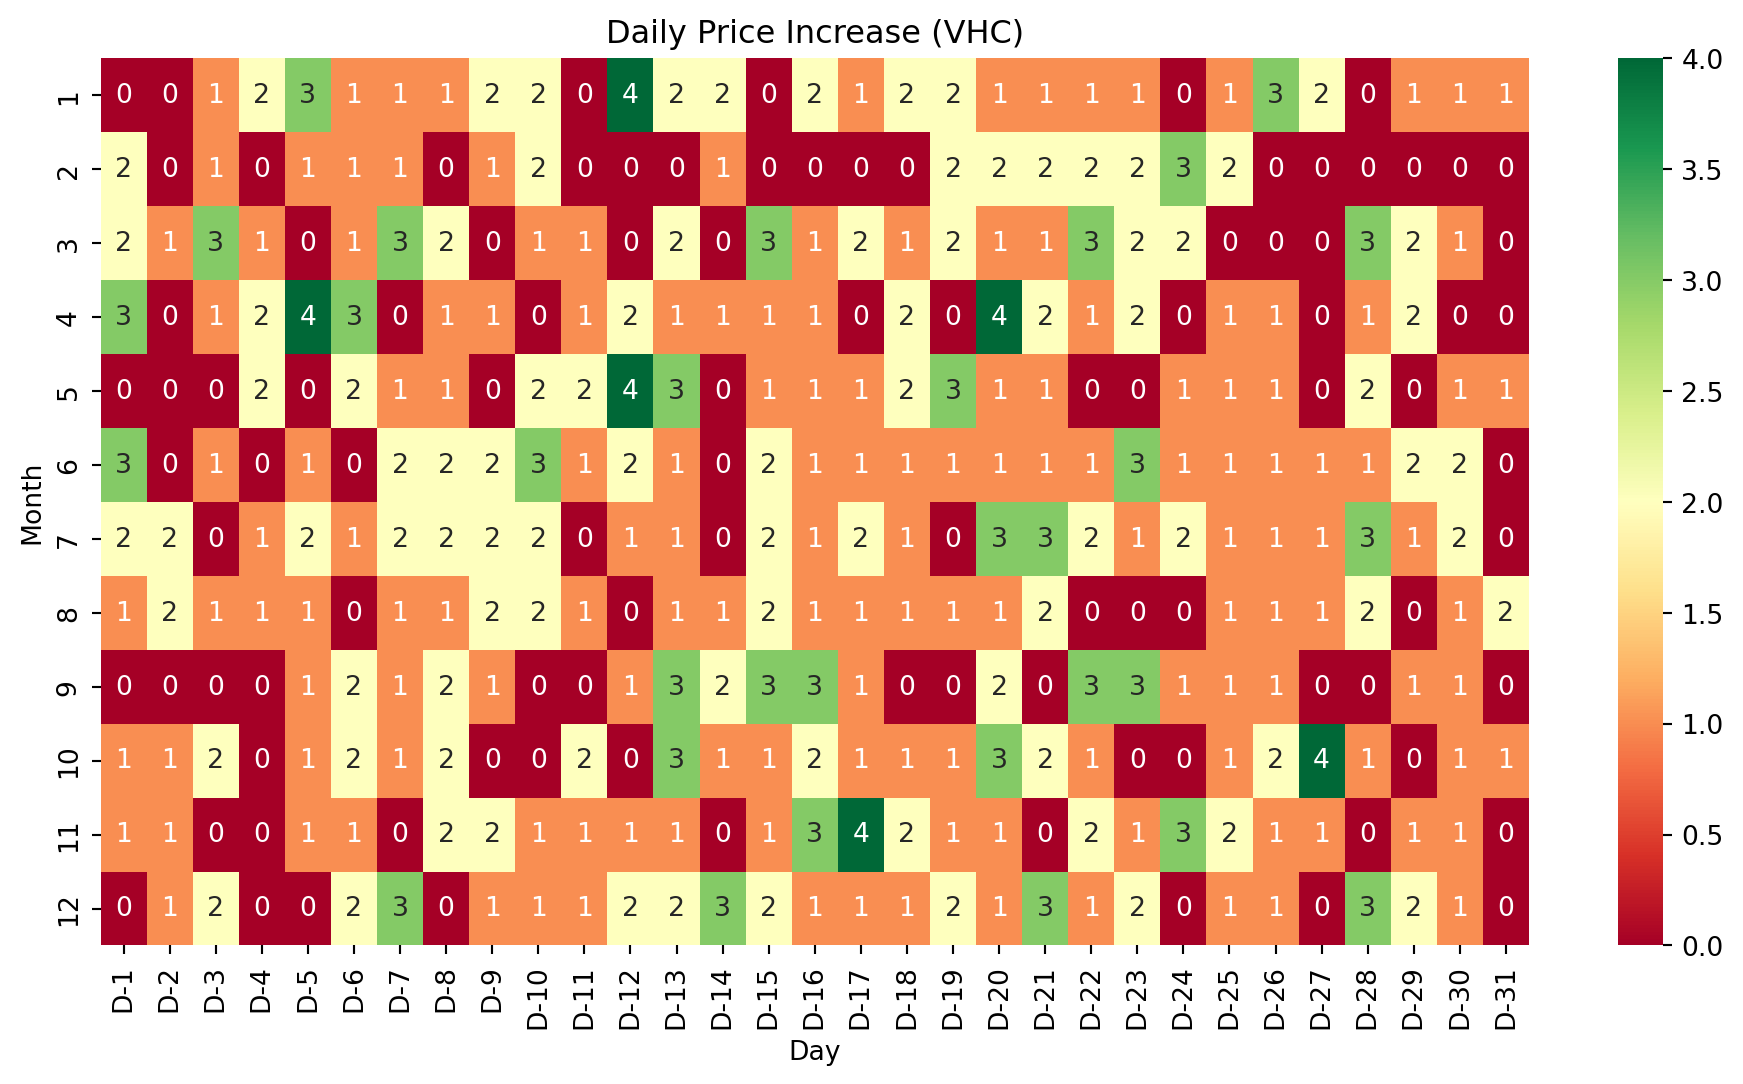 Daily Price Increase (VHC)
1 0 0 1 2 3 1 1 1 2 2 0 4 2 2 0 2 1 2 2 1 1 1 1 0 1 3 2 0 1 1 1
2 2 0 1 0 1 1 1 0 1 2 0 0 0 1 0 0 0 0 2 2 2 2 2 3 2 0 0 0 0 0 0
3 2 1 3 1 0 1 3 2 0 1 1 0 2 0 3 1 2 1 2 1 1 3 2 2 0 0 0 3 2 1 0
4 3 0 1 2 4 3 0 1 1 0 1 2 1 1 1 1 0 2 0 4 2 1 2 0 1 1 0 1 2 0 0
5 0 0 0 2 0 2 1 1 0 2 2 4 3 0 1 1 1 2 3 1 1 0 0 1 1 1 0 2 0 1 1
6 3 0 1 0 1 0 2 2 2 3 1 2 1 0 2 1 1 1 1 1 1 1 3 1 1 1 1 1 2 2 0
7 2 2 0 1 2 1 2 2 2 2 0 1 1 0 2 1 2 1 0 3 3 2 1 2 1 1 1 3 1 2 0
8 1 2 1 1 1 0 1 1 2 2 1 0 1 1 2 1 1 1 1 1 2 0 0 0 1 1 1 2 0 1 2
9 0 0 0 0 1 2 1 2 1 0 0 1 3 2 3 3 1 0 0 2 0 3 3 1 1 1 0 0 1 1 0
10 1 1 2 0 1 2 1 2 0 0 2 0 3 1 1 2 1 1 1 3 2 1 0 0 1 2 4 1 0 1 1
11 1 1 0 0 1 1 0 2 2 1 1 1 1 0 1 3 4 2 1 1 0 2 1 3 2 1 1 0 1 1 0
12 0 1 2 0 0 2 3 0 1 1 1 2 2 3 2 1 1 1 2 1 3 1 2 0 1 1 0 3 2 1 0
Month
D-1 D-2 D-3 D-4 D-5 D-6 D-7 D-8 D-9 D-10 D-11 D-12 D-13 D-14 D-15 D-16 D-17 D-18 D-19 D-20 D-21 D-22 D-23 D-24 D-25 D-26 D-27 D-28 D-29 D-30 D-31
Day
4.0
3.5
3.0
2.5
2.0
1.5
1.0
0.5
0.0